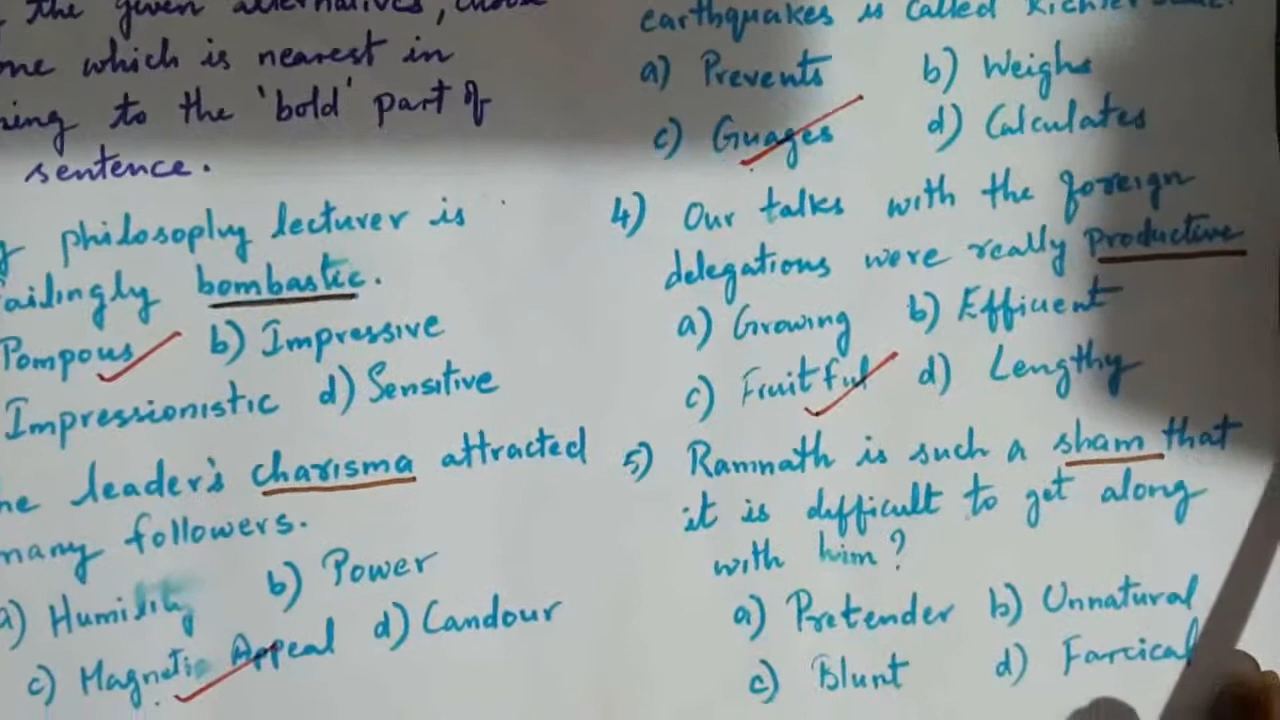 the given alternatives, choose
one which is nearest in
to the 'bold' part of
sentence.
philosophy lecturer is
bombastic.
Pompous b) Impressive
Impressionistic d) Sensitive
leader's charisma attracted
many followers.
a) Humility b) Power
c) Magnetic Appeal d) Candour
earthquakes is called Richter
a) Prevents b) Weighs
c) Guages d) Calculates
4) Our talks with the foreign
delegations were really Productive
a) Growing b) Efficient
c) Fruitful d) Lengthy
5) Ramnath is such a sham that
it is difficult to get along
with him?
a) Pretender b) Unnatural
c) Blunt d) Farcical